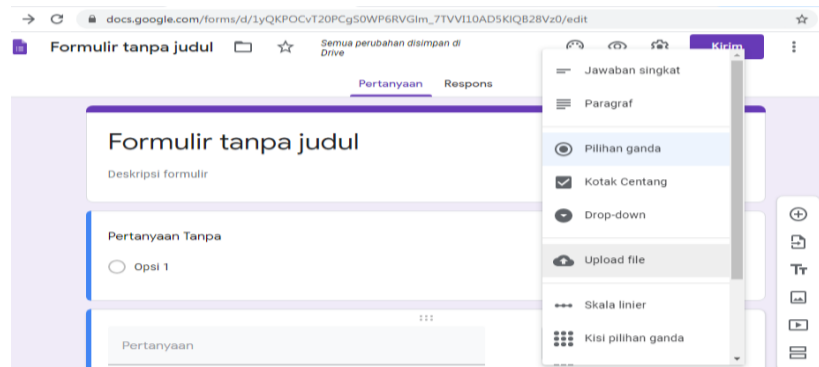 docs.google.com/forms/d/1yQKPOCvT20PCgS0WP6RVGlm_7TVVI10AD5KIQB28Vz0/edit
Formulir tanpa judul
Semua perubahan disimpan di
Drive
Kirim
Pertanyaan Respons
Jawaban singkat
Paragraf
Formulir tanpa judul
Pilihan ganda
Deskripsi formulir
Kotak Centang
Drop-down
Pertanyaan Tanpa
Opsi 1
Upload file
Tт
Skala linier
Kisi pilihan ganda
Pertanyaan